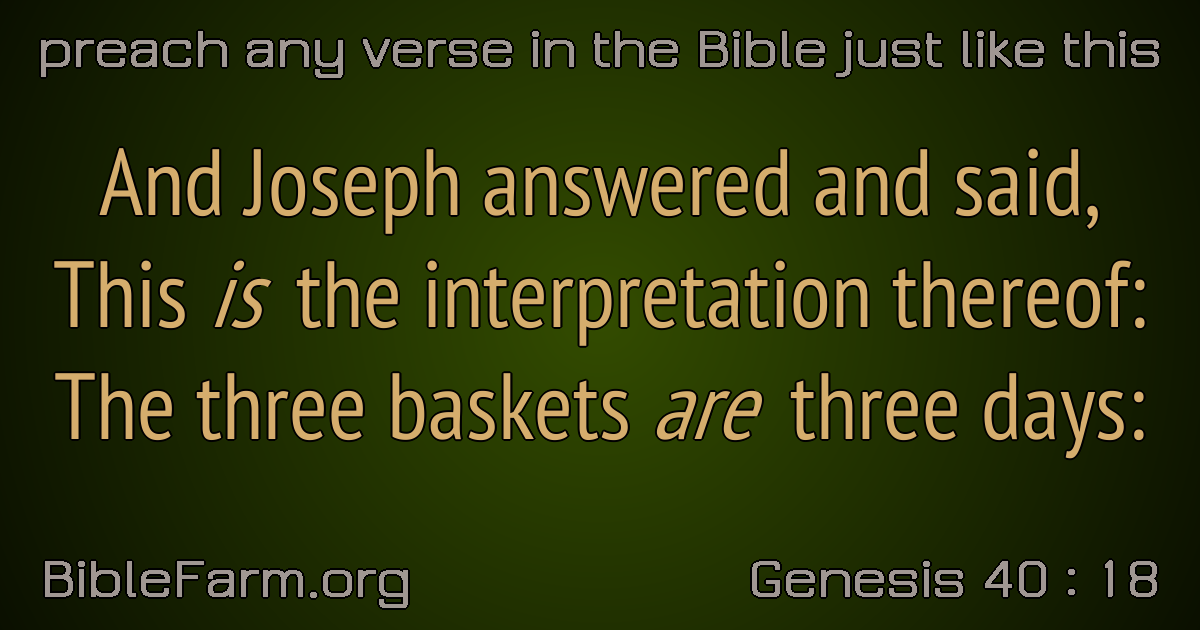 preach any verse in the Bible just like this
And Joseph answered and said,
This is the interpretation thereof:
The three baskets are three days:
BibleFarm.org
Genesis 40 : 18